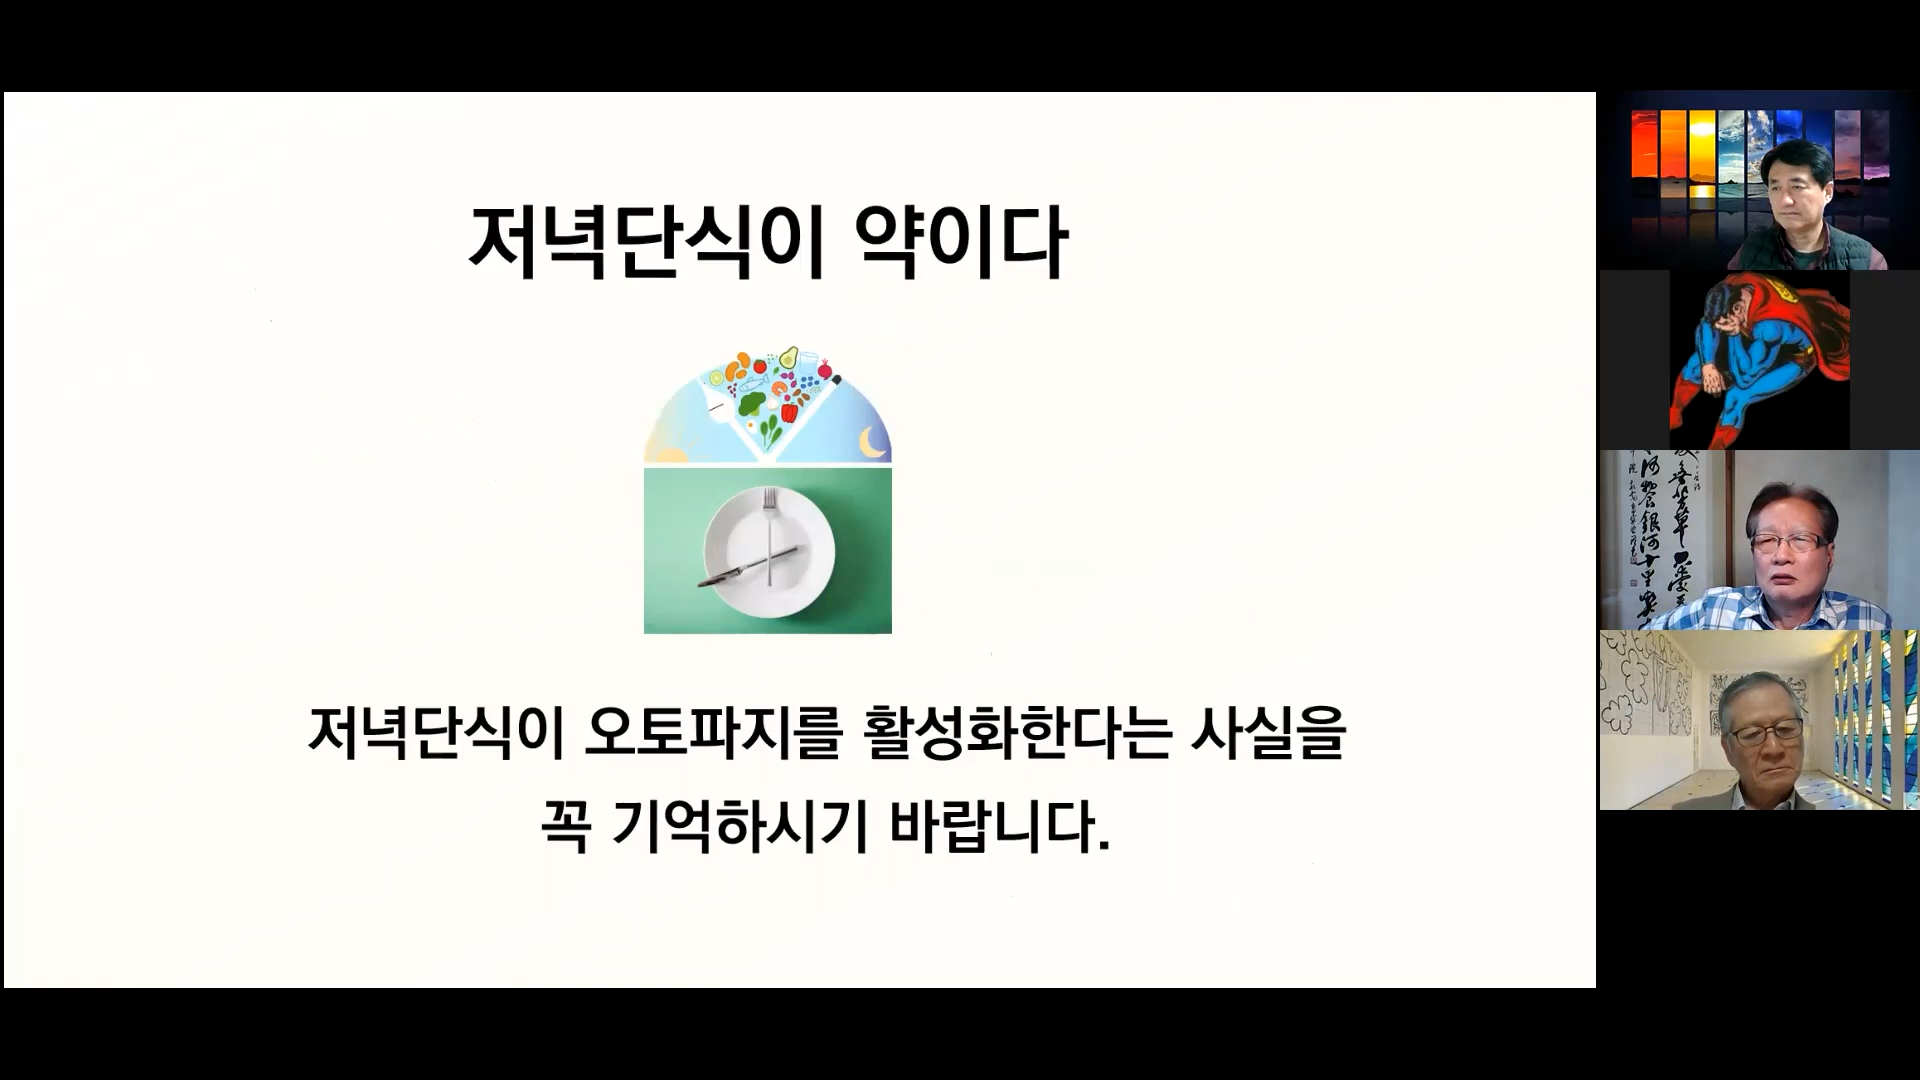 저녁단식이 약이다
저녁단식이 오토파지를 활성화한다는 사실을
꼭 기억하시기 바랍니다.